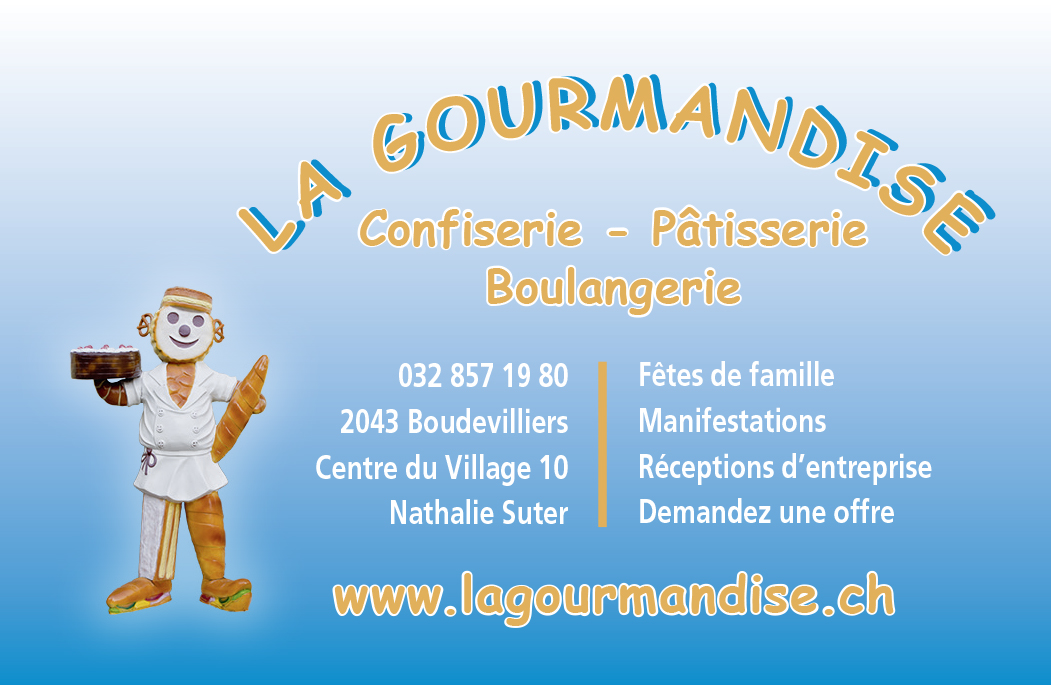 LA GOURMANDISE
Confiserie - Pâtisserie
Boulangerie
032 857 19 80
2043 Boudevilliers
Centre du Village 10
Nathalie Suter
Fêtes de famille
Manifestations
Réceptions d’entreprise
Demandez une offre
www.lagourmandise.ch